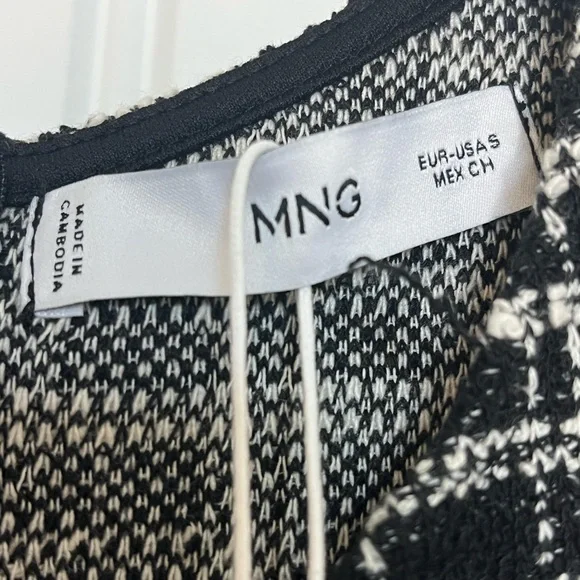 MADE IN
CAMBODIA
MNG
EUR-USA S
MEX CH